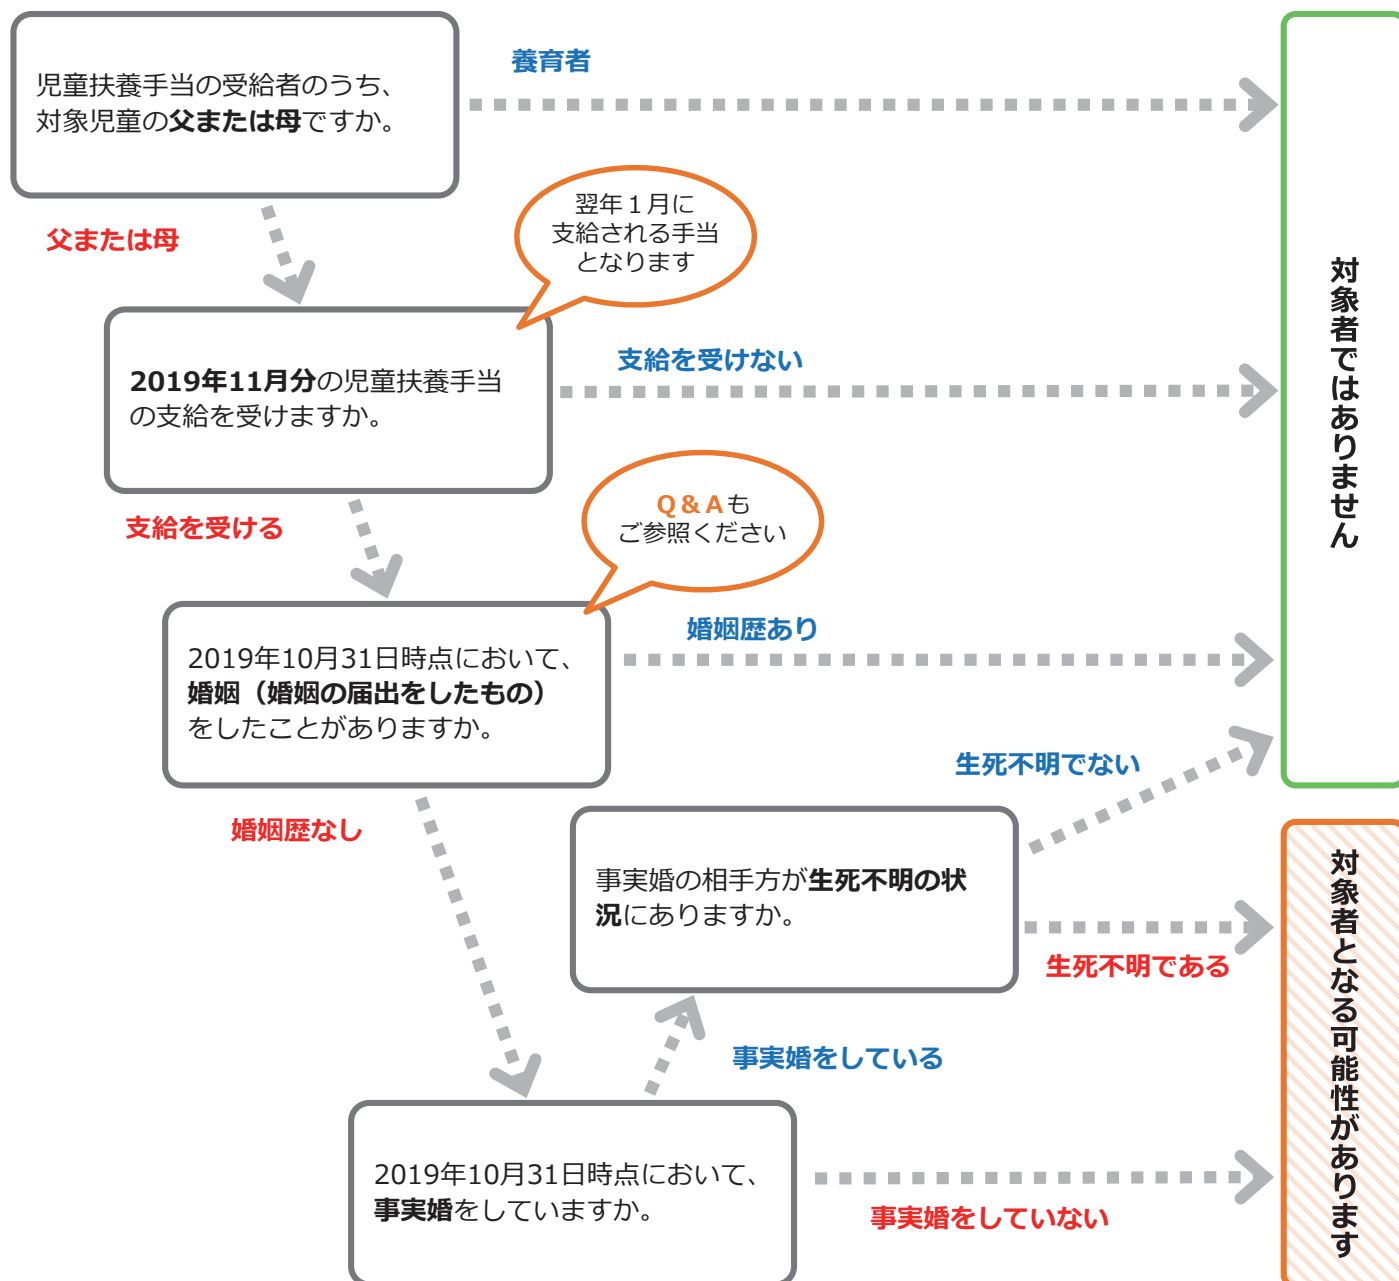 児童扶養手当の受給者のうち、
対象児童の父または母ですか。
養育者
父または母
翌年１月に
支給される手当
となります
2019年11月分の児童扶養手当
の支給を受けますか。
支給を受けない
支給を受ける
Ｑ＆Ａも
ご参照ください
2019年10月31日時点において、
婚姻（婚姻の届出をしたもの）
をしたことがありますか。
婚姻歴あり
婚姻歴なし
生死不明でない
事実婚の相手方が生死不明の状
況にありますか。
生死不明である
事実婚をしている
2019年10月31日時点において、
事実婚をしていますか。
事実婚をしていない
対象者ではありません
対象者となる可能性があります